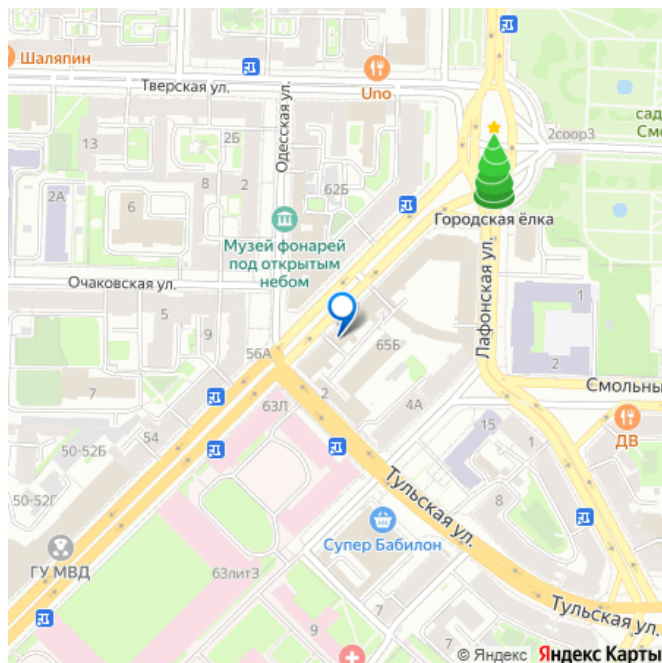 Шаляпин
Тверская ул.
Uno
Одесская ул.
сад
Смо
2соор3
13
2Б
8
2
2А
6
62Б
Городская ёлка
Музей фонарей
под открытым
небом
Лафонская ул.
Очаковская ул.
5
9
1
56А
65Б
2
7
2
4А
Смольны
63Л
15
1
ДВ
54
50-52Б
Тульская ул.
50-52Г
8
Супер Бабилон
ГУ МВД
63литЗ
Тульская ул.
7
9
7
© Яндекс Яндекс Карты